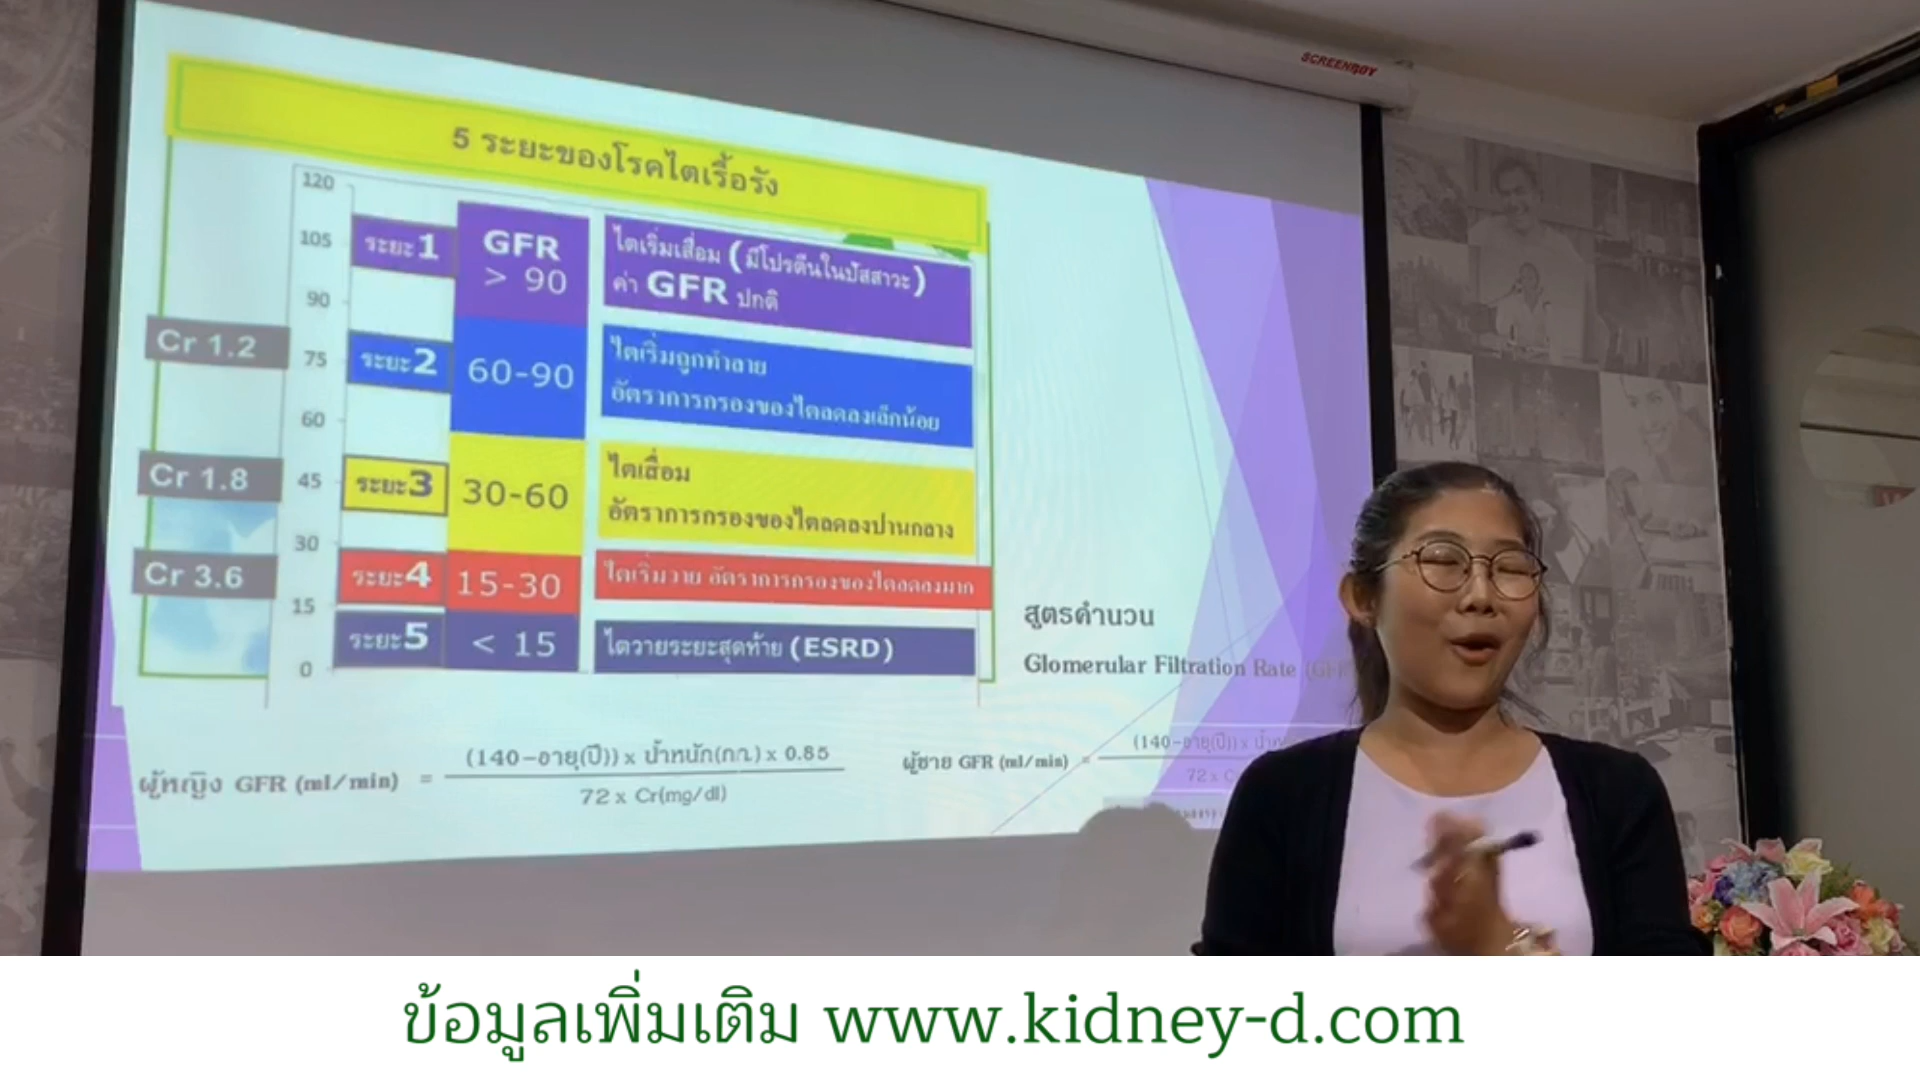 SCREENBOY
5 ระยะของโรคไตเรื้อรัง
120
105
90
75
60
45
30
15
0
Cr 1.2
Cr 1.8
Cr 3.6
ระยะ1 GFR > 90 ไตเริ่มเสื่อม (มีโปรตีนในปัสสาวะ)
ค่า GFR ปกติ
ระยะ2 60-90 ไตเริ่มถูกทำลาย
อัตราการกรองของไตลดลงเล็กน้อย
ระยะ3 30-60 ไตเสื่อม
อัตราการกรองของไตลดลงปานกลาง
ระยะ4 15-30 ไตเริ่มวาย อัตราการกรองของไตลดลงมาก
ระยะ5 < 15 ไตวายระยะสุดท้าย (ESRD)
สูตรคำนวน
Glomerular Filtration Rate (GFR
ผู้หญิง GFR (ml/min) = (140-อายุ(ปี)) x น้ำหนัก(กก.) x 0.85
72 x Cr(mg/dl)
ผู้ชาย GFR (ml/min) = (140-อายุ(ปี)) x
72 x C
ข้อมูลเพิ่มเติม www.kidney-d.com